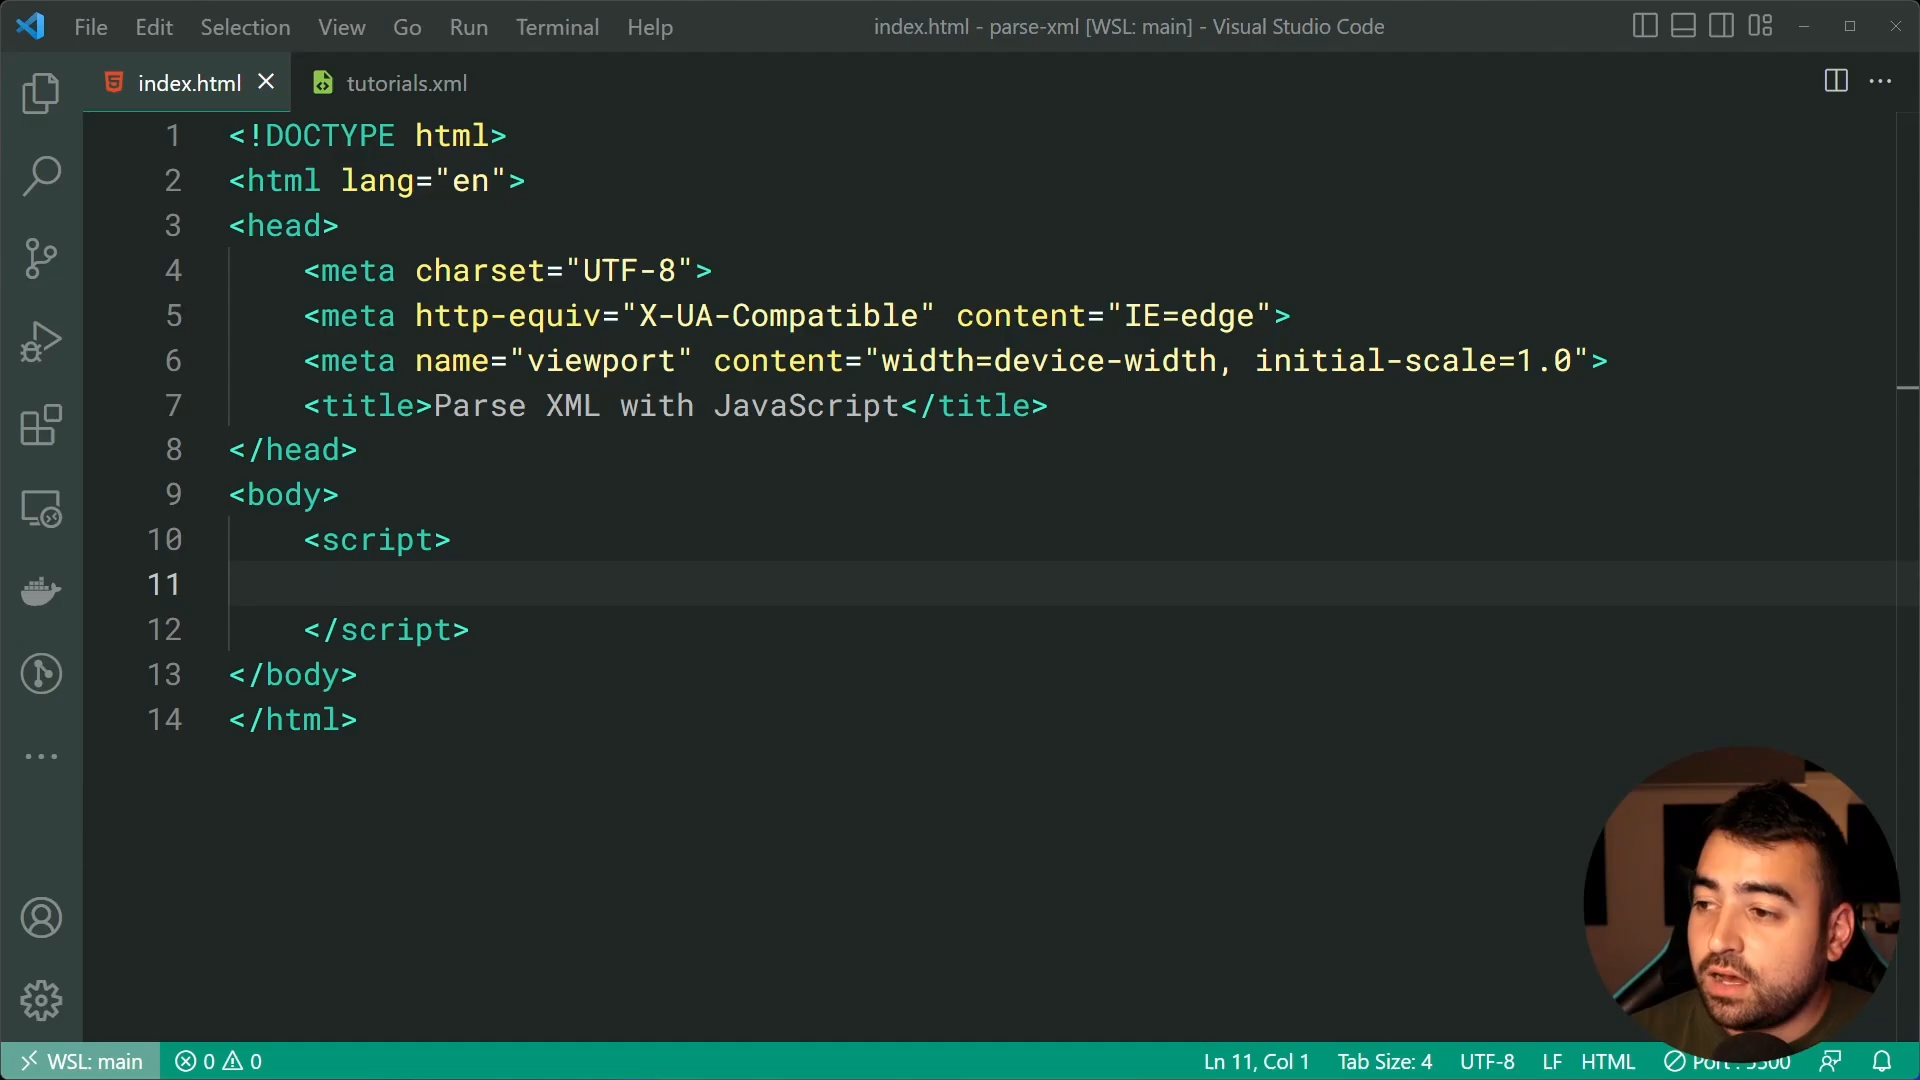 File Edit Selection View Go Run Terminal Help index.html - parse-xml [WSL: main] - Visual Studio Code
index.html tutorials.xml
1 <!DOCTYPE html>
2 <html lang="en">
3 <head>
4 <meta charset="UTF-8">
5 <meta http-equiv="X-UA-Compatible" content="IE=edge">
6 <meta name="viewport" content="width=device-width, initial-scale=1.0">
7 <title>Parse XML with JavaScript</title>
8 </head>
9 <body>
10 <script>
11
12 </script>
13 </body>
14 </html>
WSL: main 0 0 Ln 11, Col 1 Tab Size: 4 UTF-8 LF HTML Port : 5500